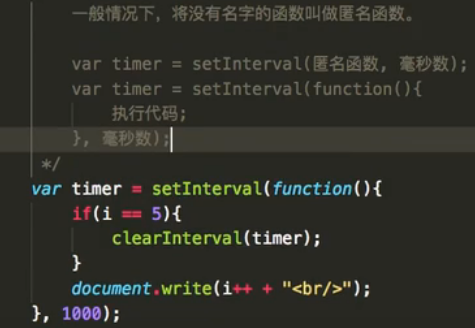 一般情况下，将没有名字的函数叫做匿名函数。
var timer = setInterval(匿名函数, 毫秒数);
var timer = setInterval(function(){
执行代码;
}, 毫秒数);
*/
var timer = setInterval(function(){
if(i == 5){
clearInterval(timer);
}
document.write(i++ + "<br/>");
}, 1000);